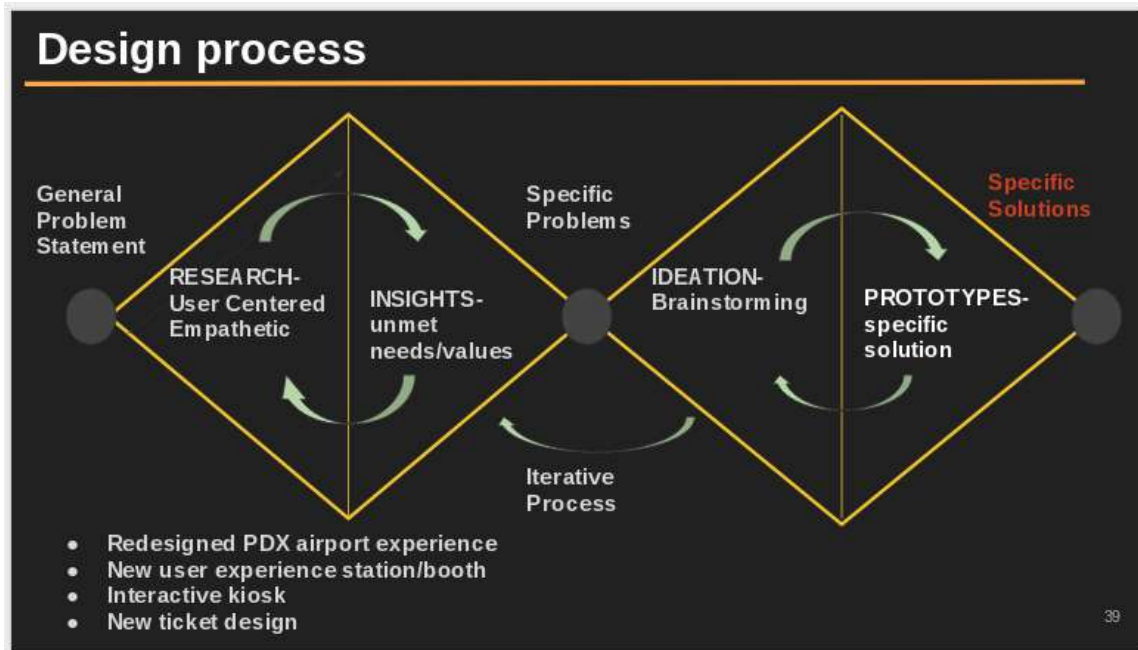 Design process
General
Problem
Statement
RESEARCH-
User Centered
Empathetic
INSIGHTS-
unmet
needs/values
Specific
Problems
IDEATION-
Brainstorming
PROTOTYPES-
specific
solution
Specific
Solutions
Iterative
Process
● Redesigned PDX airport experience
● New user experience station/booth
● Interactive kiosk
● New ticket design
39